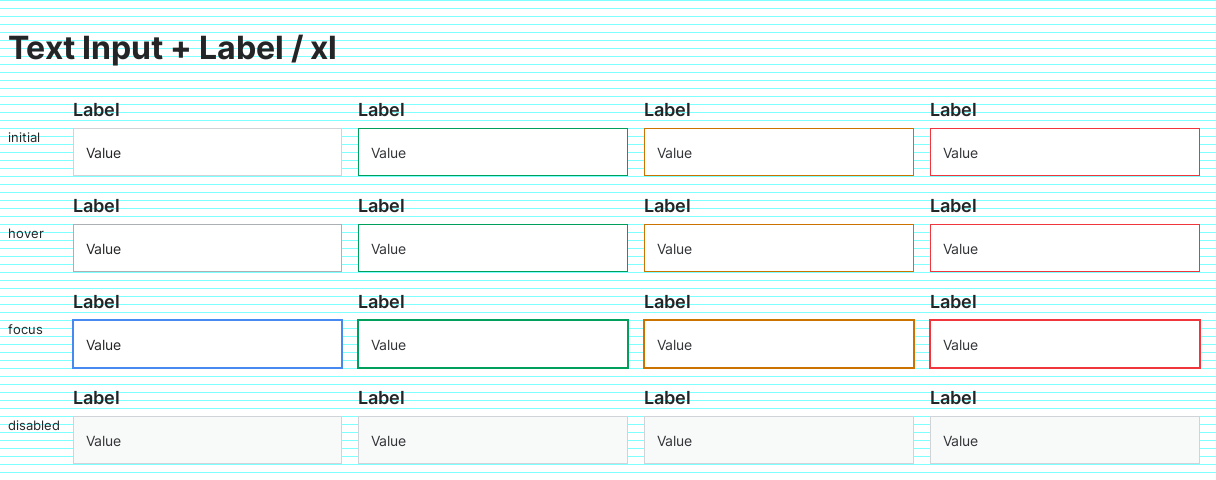 Text Input + Label / xl
Label Label Label Label
initial Value Value Value Value
Label Label Label Label
hover Value Value Value Value
Label Label Label Label
focus Value Value Value Value
Label Label Label Label
disabled Value Value Value Value